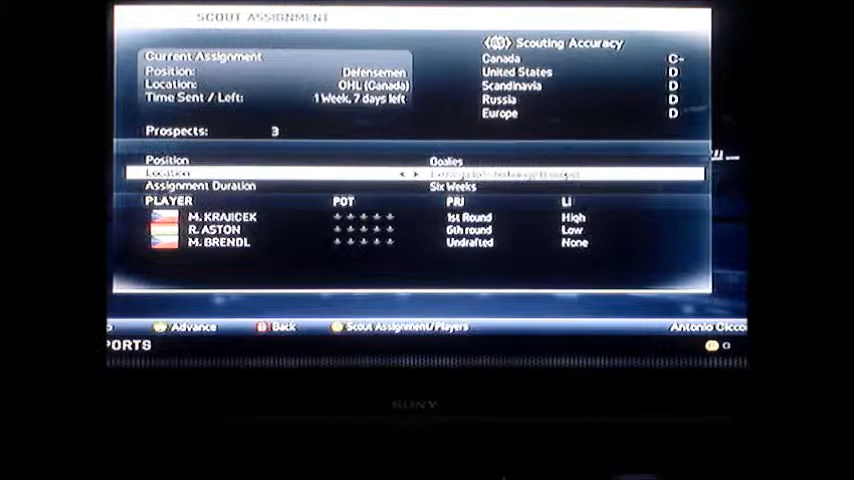 SCOUT ASSIGNMENT
Current Assignment
Position: Defensemen
Location: OHL (Canada)
Time Sent / Left: 1 Week, 7 days left
Prospects: 3
Scouting Accuracy
Canada C-
United States D
Scandinavia D
Russia D
Europe D
Position Goalies
Location
Assignment Duration Six Weeks
PLAYER POT PRJ LI
M. KRAJICEK 1st Round High
R. ASTON 6th round Low
M. BRENDL Undrafted None
Advance Back Scout Assignment/Players Antonio Cicco
PORTS 0
SONY